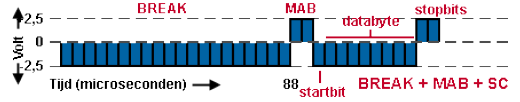 BREAK MAB stopbits
2,5
databyte
Volt
0
-2,5
Tijd (microseconden) 88 startbit BREAK + MAB + SC